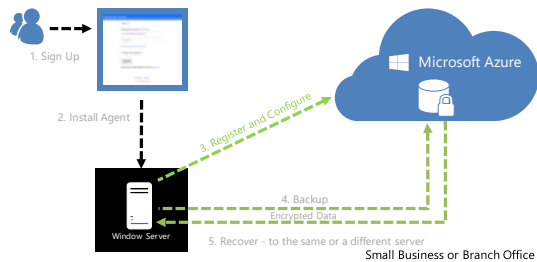 1. Sign Up
Microsoft Azure
2. Install Agent
3. Register and Configure
4. Backup
Encrypted Data
Window Server
5. Recover - to the same or a different server
Small Business or Branch Office